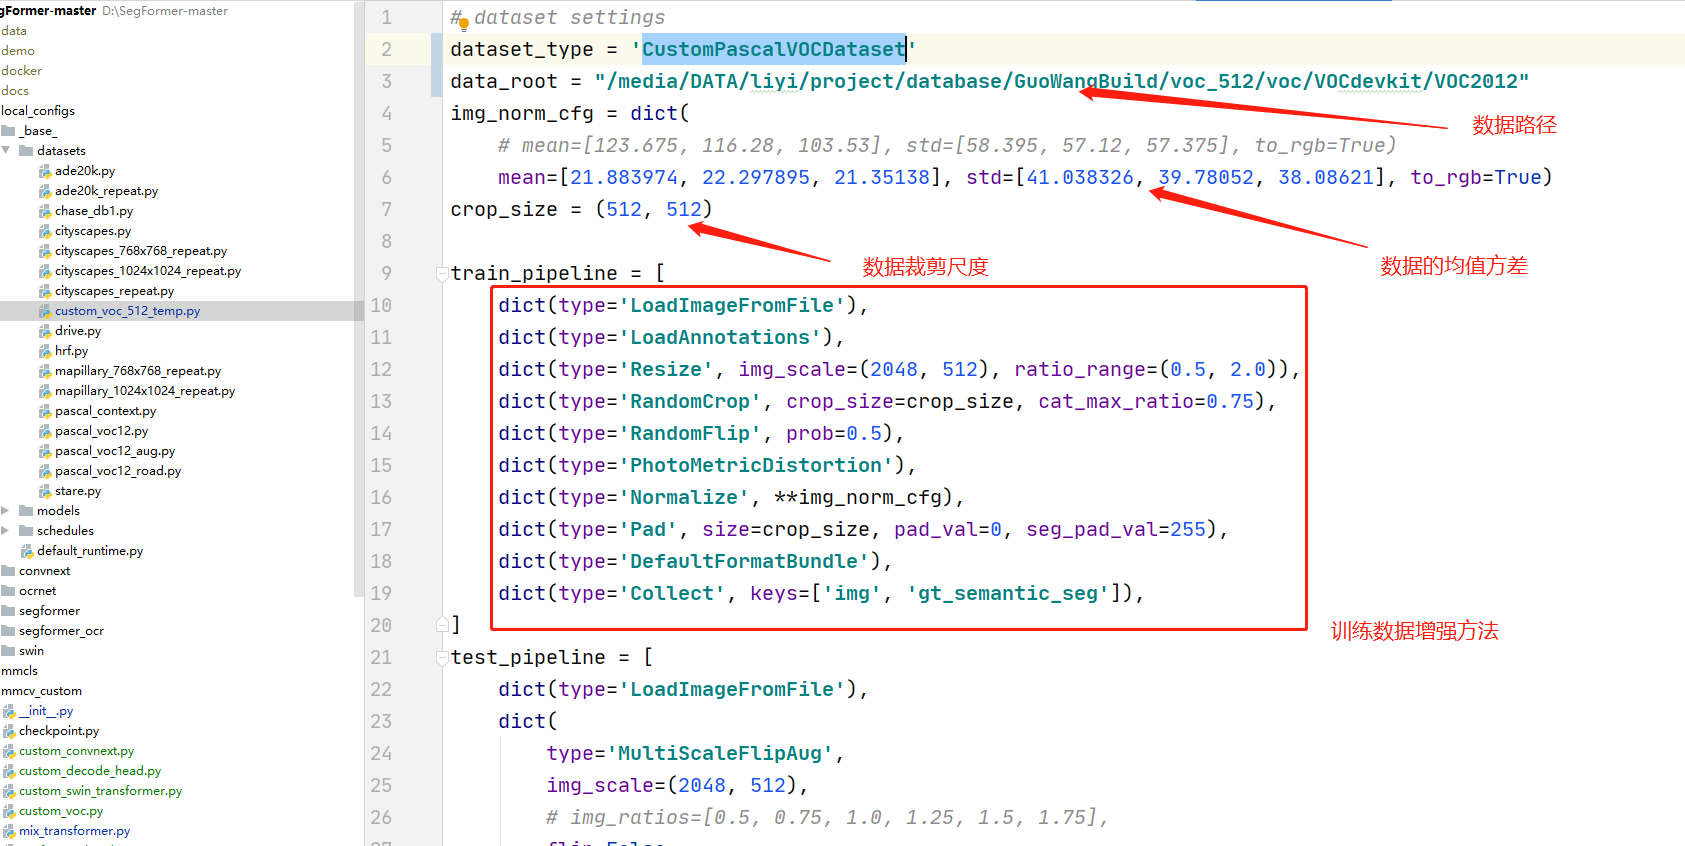 gFormer-master D:\SegFormer-master
data
demo
docker
docs
local_configs
_base_
datasets
ade20k.py
ade20k_repeat.py
chase_db1.py
cityscapes.py
cityscapes_768x768_repeat.py
cityscapes_1024x1024_repeat.py
cityscapes_repeat.py
custom_voc_512_temp.py
drive.py
hrf.py
mapillary_768x768_repeat.py
mapillary_1024x1024_repeat.py
pascal_context.py
pascal_voc12.py
pascal_voc12_aug.py
pascal_voc12_road.py
stare.py
models
schedules
default_runtime.py
convnext
ocrnet
segformer
segformer_ocr
swin
mmcls
mmcv_custom
__init__.py
checkpoint.py
custom_convnext.py
custom_decode_head.py
custom_swin_transformer.py
custom_voc.py
mix_transformer.py
1 # dataset settings
2 dataset_type = 'CustomPascalVOCDataset'
3 data_root = "/media/DATA/liyi/project/database/GuoWangBuild/voc_512/voc/VOCdevkit/VOC2012"
4 img_norm_cfg = dict(
数据路径
5 # mean=[123.675, 116.28, 103.53], std=[58.395, 57.12, 57.375], to_rgb=True)
6 mean=[21.883974, 22.297895, 21.35138], std=[41.038326, 39.78052, 38.08621], to_rgb=True)
7 crop_size = (512, 512)
8
数据裁剪尺度
数据的均值方差
9 train_pipeline = [
10 dict(type='LoadImageFromFile'),
11 dict(type='LoadAnnotations'),
12 dict(type='Resize', img_scale=(2048, 512), ratio_range=(0.5, 2.0)),
13 dict(type='RandomCrop', crop_size=crop_size, cat_max_ratio=0.75),
14 dict(type='RandomFlip', prob=0.5),
15 dict(type='PhotoMetricDistortion'),
16 dict(type='Normalize', **img_norm_cfg),
17 dict(type='Pad', size=crop_size, pad_val=0, seg_pad_val=255),
18 dict(type='DefaultFormatBundle'),
19 dict(type='Collect', keys=['img', 'gt_semantic_seg']),
20 ]
训练数据增强方法
21 test_pipeline = [
22 dict(type='LoadImageFromFile'),
23 dict(
24 type='MultiScaleFlipAug',
25 img_scale=(2048, 512),
26 # img_ratios=[0.5, 0.75, 1.0, 1.25, 1.5, 1.75],